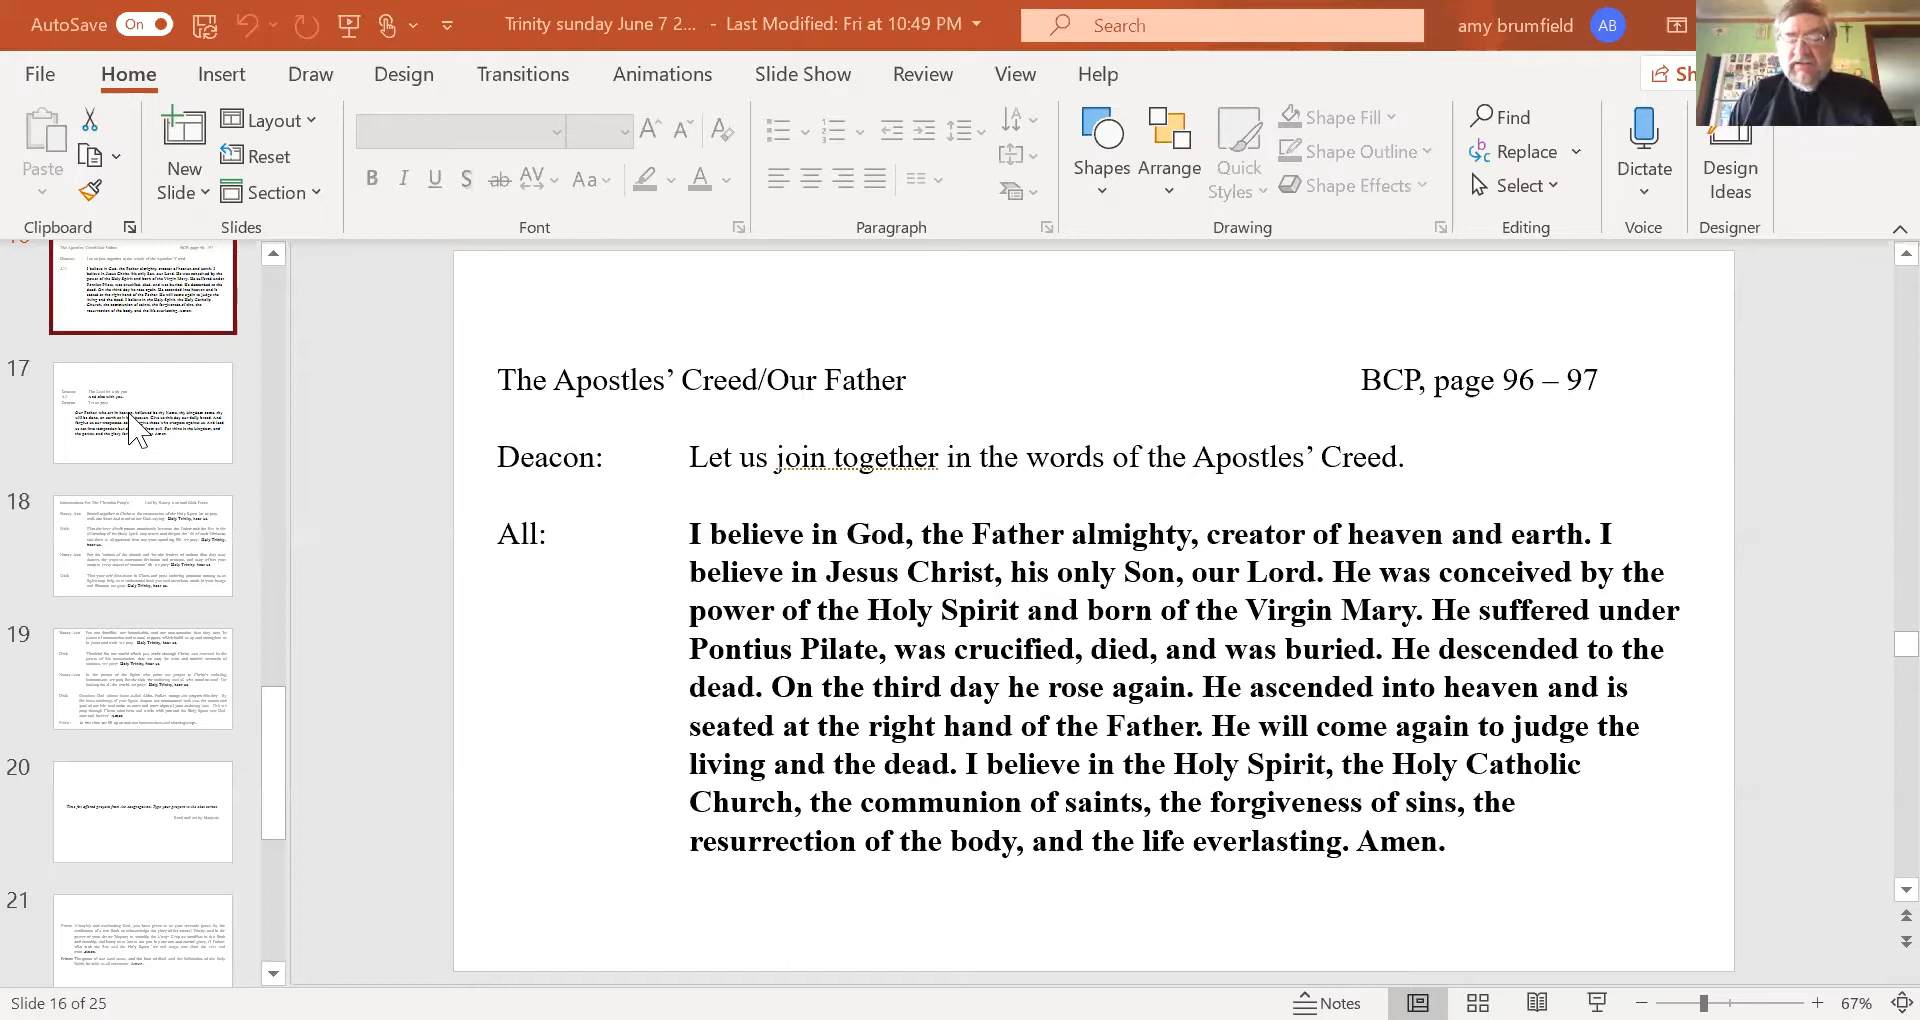 AutoSave On Trinity sunday June 7 2... - Last Modified: Fri at 10:49 PM Search amy brumfield AB
File Home Insert Draw Design Transitions Animations Slide Show Review View Help Sh
Paste New Slide Layout Reset Section
B I U S ab AV Aa A
Shapes Arrange Quick Styles Shape Fill Shape Outline Shape Effects
Find Replace Select Dictate Design Ideas
Clipboard Slides Font Paragraph Drawing Editing Voice Designer
17
18
19
20
21
The Apostles’ Creed/Our Father BCP, page 96 – 97
Deacon: Let us join together in the words of the Apostles’ Creed.
All: I believe in God, the Father almighty, creator of heaven and earth. I
believe in Jesus Christ, his only Son, our Lord. He was conceived by the
power of the Holy Spirit and born of the Virgin Mary. He suffered under
Pontius Pilate, was crucified, died, and was buried. He descended to the
dead. On the third day he rose again. He ascended into heaven and is
seated at the right hand of the Father. He will come again to judge the
living and the dead. I believe in the Holy Spirit, the Holy Catholic
Church, the communion of saints, the forgiveness of sins, the
resurrection of the body, and the life everlasting. Amen.
Slide 16 of 25 Notes 67%